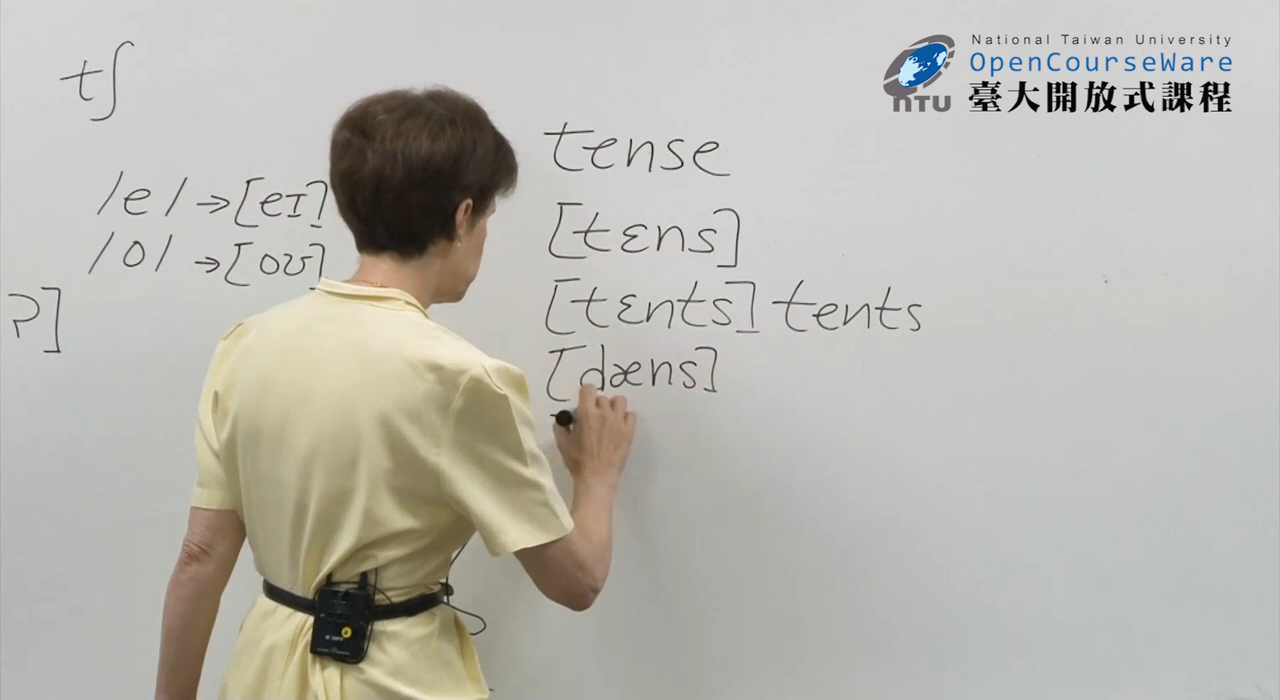 National Taiwan University
OpenCourseWare
臺大開放式課程
nTU
tʃ
/e/ → [eɪ]
/o/ → [oʊ]
ʔ]
tense
[tɛns]
[tɛnts] tents
[dæns]